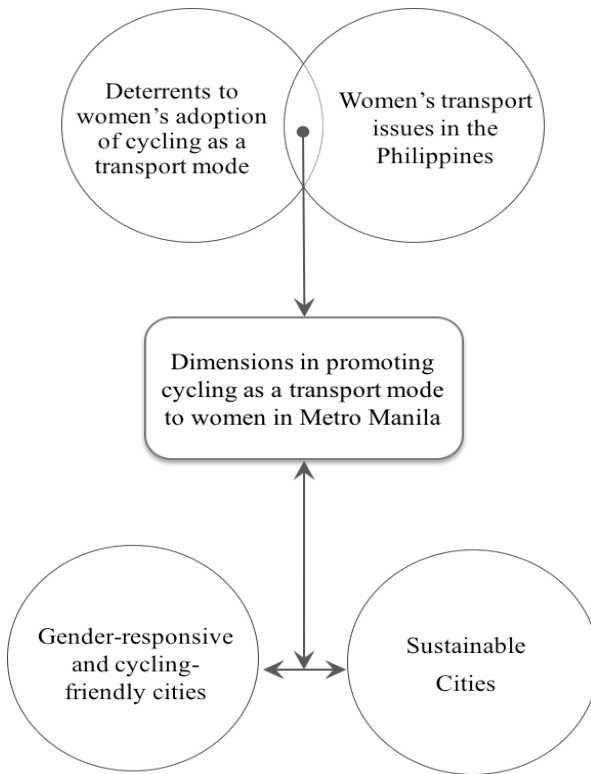 Deterrents to
women's adoption
of cycling as a
transport mode
Women's transport
issues in the
Philippines
Dimensions in promoting
cycling as a transport mode
to women in Metro Manila
Gender-responsive
and cycling-
friendly cities
Sustainable
Cities